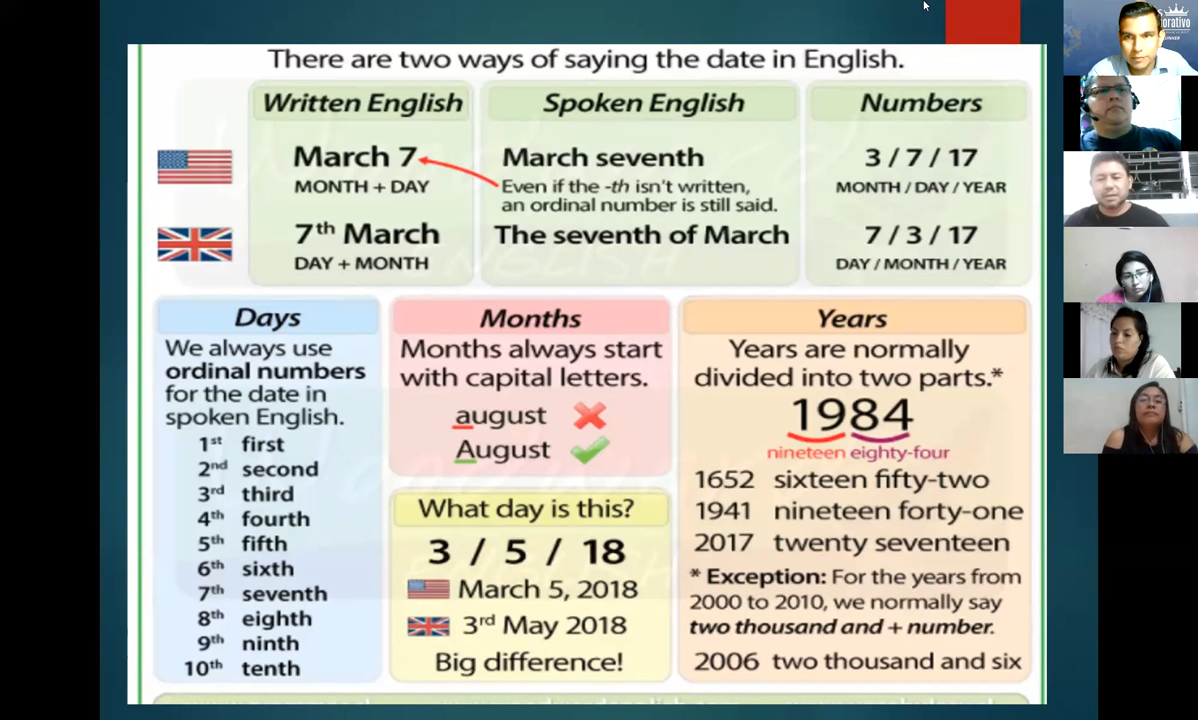 There are two ways of saying the date in English.
Written English
Spoken English
Numbers
March 7
MONTH + DAY
March seventh
Even if the -th isn't written,
an ordinal number is still said.
3 / 7 / 17
MONTH / DAY / YEAR
7th March
DAY + MONTH
The seventh of March
7 / 3 / 17
DAY / MONTH / YEAR
Days
We always use
ordinal numbers
for the date in
spoken English.
1st first
2nd second
3rd third
4th fourth
5th fifth
6th sixth
7th seventh
8th eighth
9th ninth
10th tenth
Months
Months always start
with capital letters.
august
August
What day is this?
3 / 5 / 18
March 5, 2018
3rd May 2018
Big difference!
Years
Years are normally
divided into two parts.*
1984
nineteen eighty-four
1652 sixteen fifty-two
1941 nineteen forty-one
2017 twenty seventeen
* Exception: For the years from
2000 to 2010, we normally say
two thousand and + number.
2006 two thousand and six